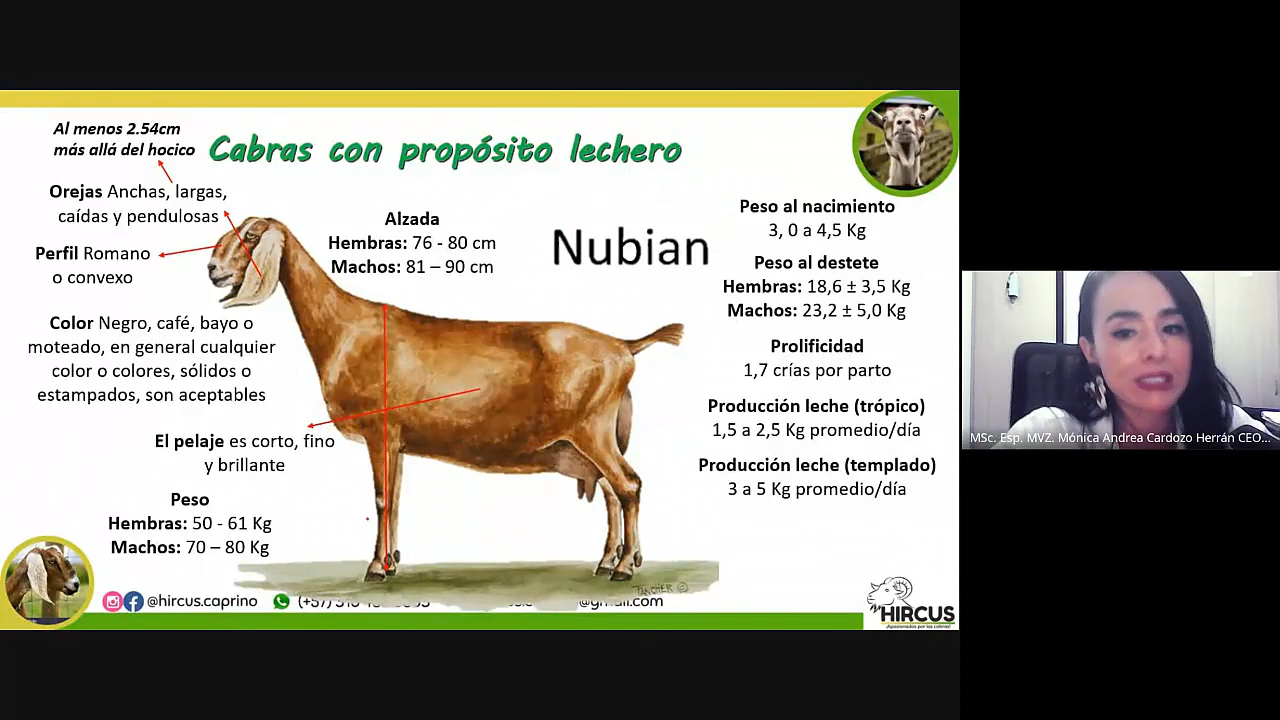 Al menos 2.54cm
más allá del hocico
Cabras con propósito lechero
Orejas Anchas, largas,
caídas y pendulosas
Perfil Romano
o convexo
Color Negro, café, bayo o
moteado, en general cualquier
color o colores, sólidos o
estampados, son aceptables
El pelaje es corto, fino
y brillante
Peso
Hembras: 50 - 61 Kg
Machos: 70 – 80 Kg
Alzada
Hembras: 76 - 80 cm
Machos: 81 – 90 cm
Nubian
Peso al nacimiento
3, 0 a 4,5 Kg
Peso al destete
Hembras: 18,6 ± 3,5 Kg
Machos: 23,2 ± 5,0 Kg
Prolificidad
1,7 crías por parto
Producción leche (trópico)
1,5 a 2,5 Kg promedio/día
Producción leche (templado)
3 a 5 Kg promedio/día
@hircus.caprino
(+57)
HIRCUS
¡Apasionados por las cabras!
MSc. Esp. MVZ. Mónica Andrea Cardozo Herrán CEO...